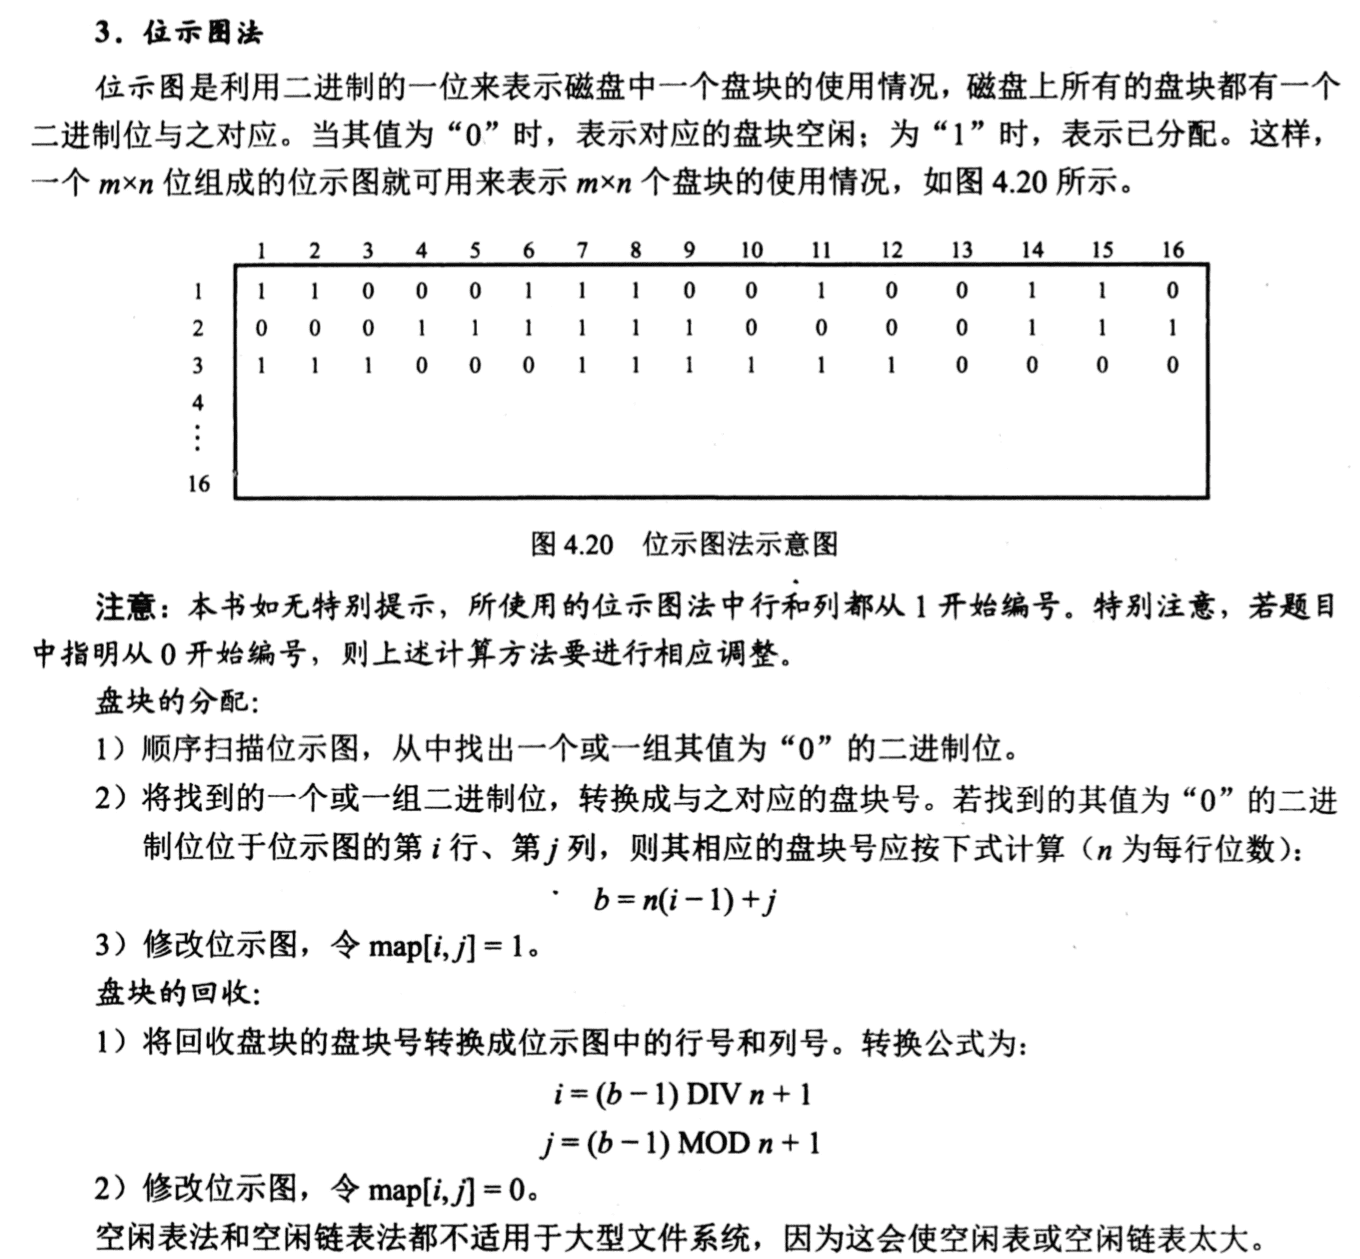 3．位示图法
位示图是利用二进制的一位来表示磁盘中一个盘块的使用情况，磁盘上所有的盘块都有一个
二进制位与之对应。当其值为“0”时，表示对应的盘块空闲；为“1”时，表示已分配。这样，
一个 m×n 位组成的位示图就可用来表示 m×n 个盘块的使用情况，如图 4.20 所示。
1 2 3 4 5 6 7 8 9 10 11 12 13 14 15 16
1 1 1 0 0 0 1 1 1 0 0 1 0 0 1 1 0
2 0 0 0 1 1 1 1 1 1 0 0 0 0 1 1 1
3 1 1 1 0 0 0 1 1 1 1 1 1 0 0 0 0
4
⋮
16
图 4.20 位示图法示意图
注意：本书如无特别提示，所使用的位示图法中行和列都从 1 开始编号。特别注意，若题目
中指明从 0 开始编号，则上述计算方法要进行相应调整。
盘块的分配：
1）顺序扫描位示图，从中找出一个或一组其值为“0”的二进制位。
2）将找到的一个或一组二进制位，转换成与之对应的盘块号。若找到的其值为“0”的二进
制位位于位示图的第 i 行、第 j 列，则其相应的盘块号应按下式计算（n 为每行位数）：
b = n(i − 1) + j
3）修改位示图，令 map[i, j] = 1。
盘块的回收：
1）将回收盘块的盘块号转换成位示图中的行号和列号。转换公式为：
i = (b − 1) DIV n + 1
j = (b − 1) MOD n + 1
2）修改位示图，令 map[i, j] = 0。
空闲表法和空闲链表法都不适用于大型文件系统，因为这会使空闲表或空闲链表太大。